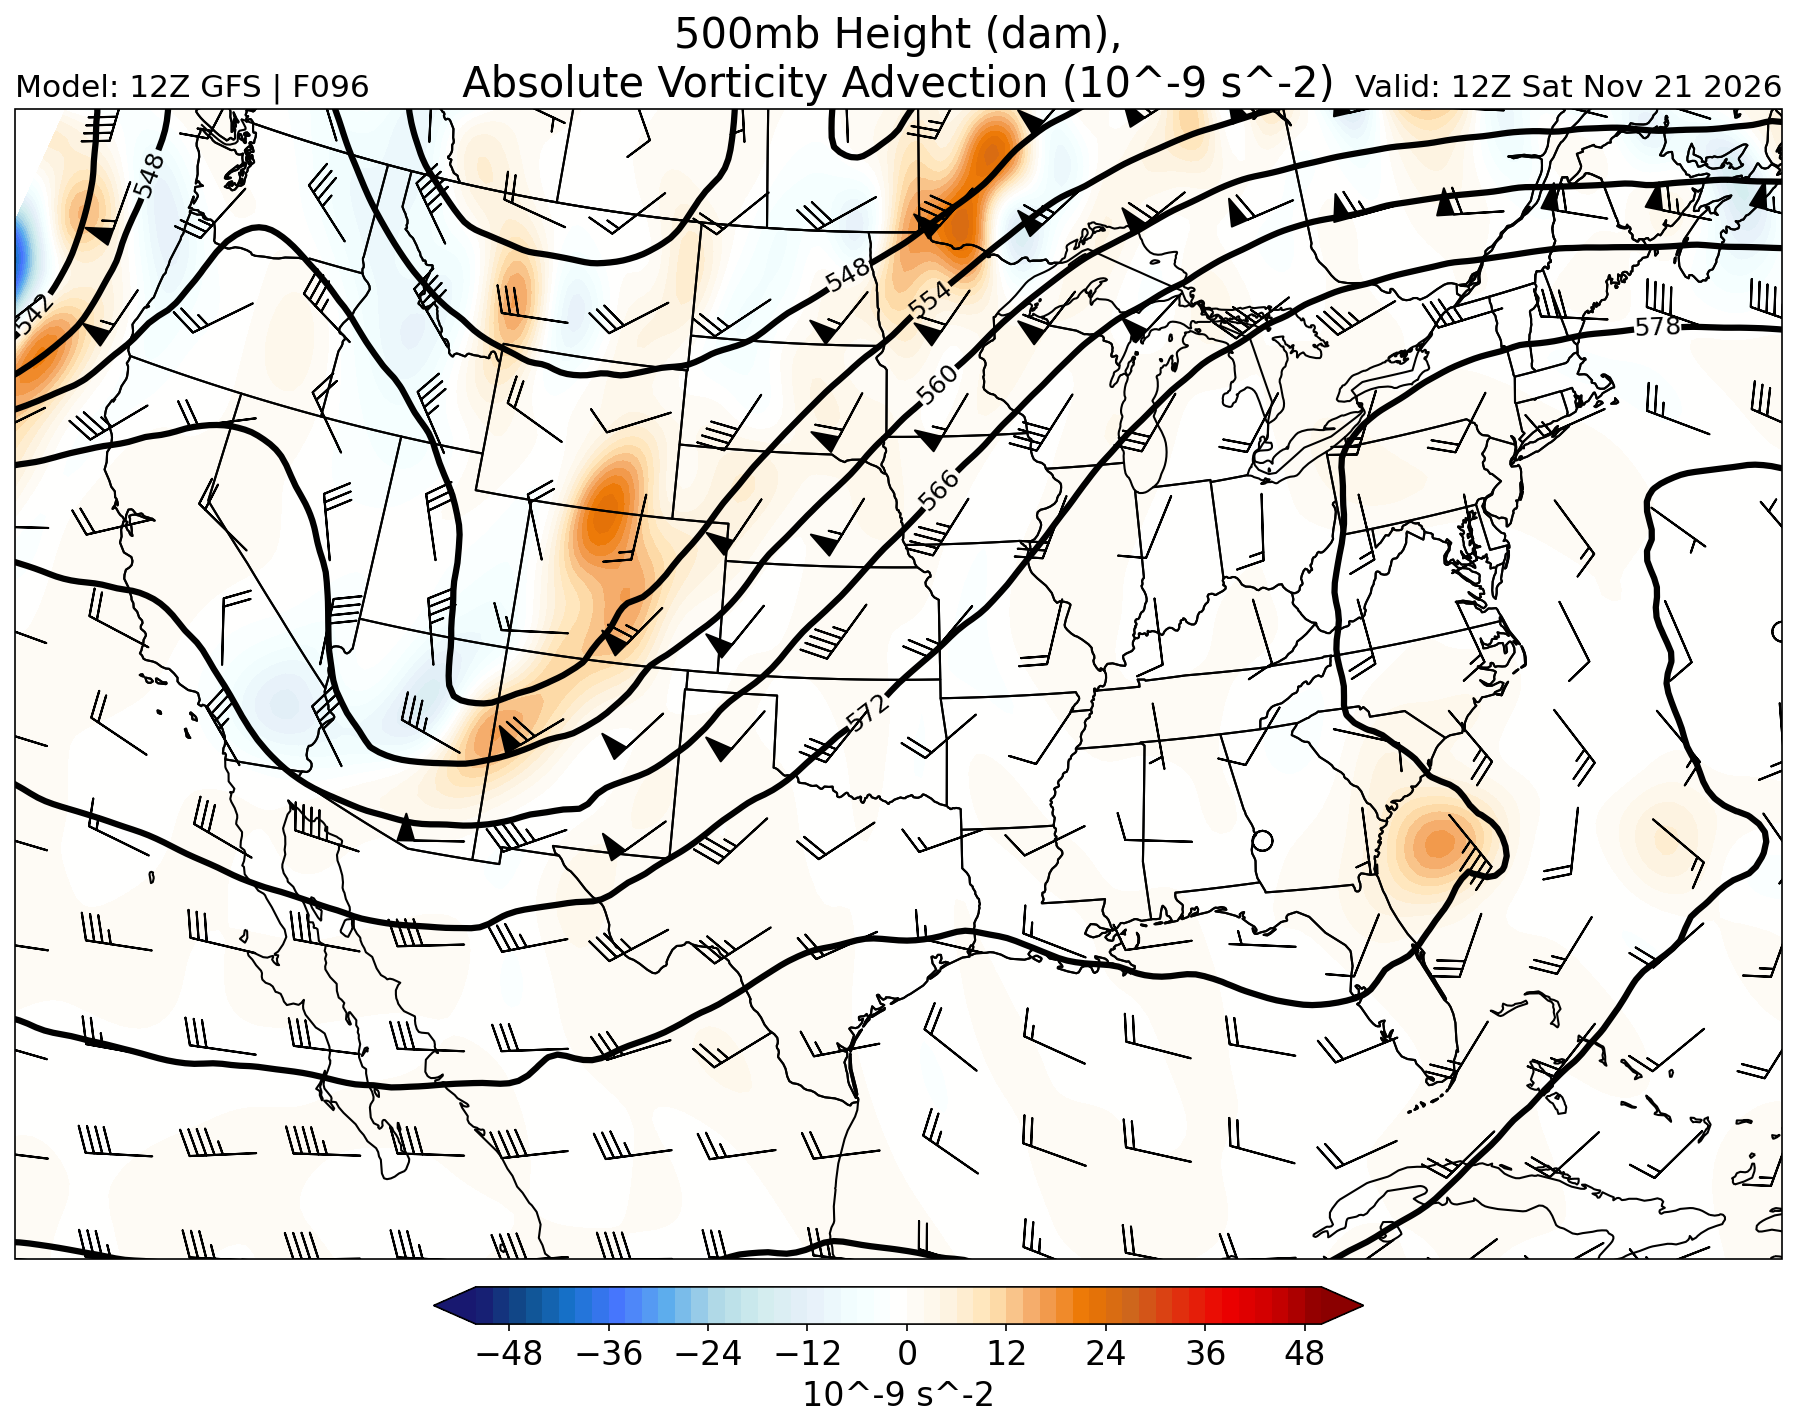 500mb Height (dam),
Model: 12Z GFS | F096
Absolute Vorticity Advection (10^-9 s^-2)
Valid: 12Z Sat Nov 21 2026
548
542
548
554
578
560
566
572
−48 −36 −24 −12 0 12 24 36 48
10^-9 s^-2